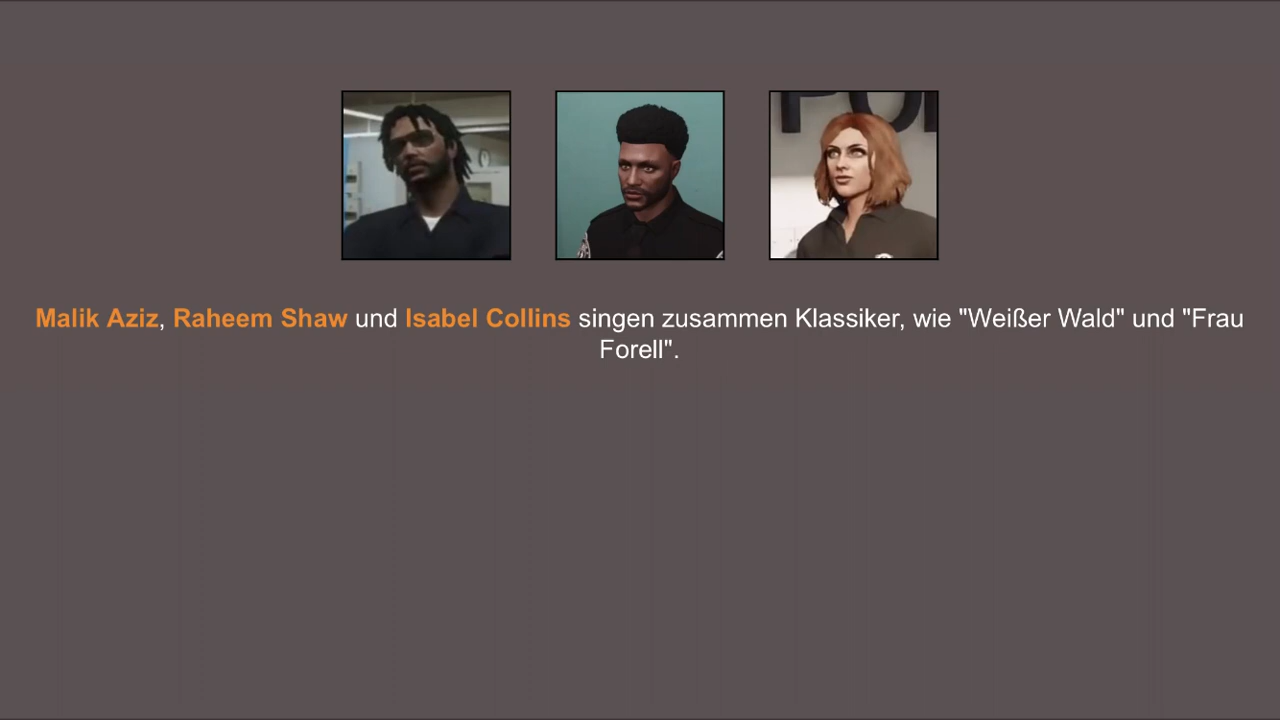 Malik Aziz, Raheem Shaw und Isabel Collins singen zusammen Klassiker, wie "Weißer Wald" und "Frau
Forell".